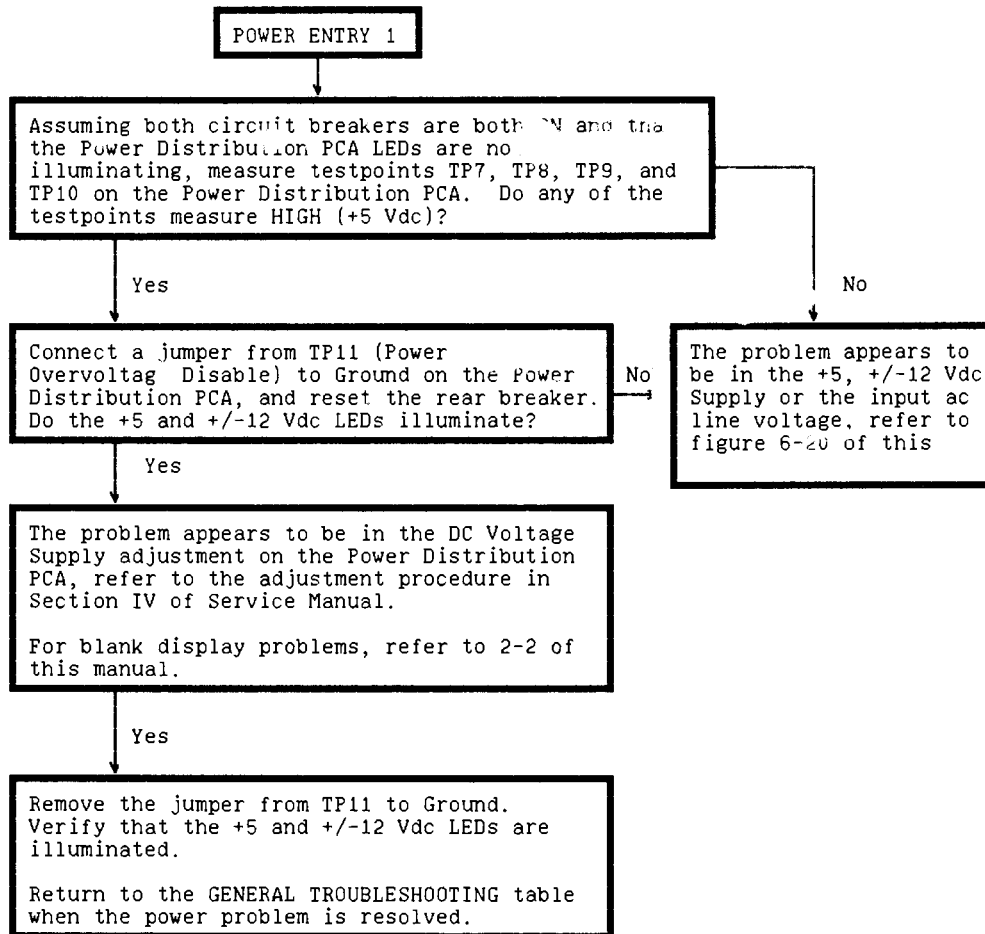 POWER ENTRY 1
Assuming both circuit breakers are both and
the Power Distribution PCA LEDs are no
illuminating, measure testpoints TP7, TP8, TP9, and
TP10 on the Power Distribution PCA. Do any of the
testpoints measure HIGH (+5 Vdc)?
Yes
No
Connect a jumper from TP11 (Power
Overvoltag Disable) to Ground on the Power
Distribution PCA, and reset the rear breaker.
Do the +5 and +/-12 Vdc LEDs illuminate?
No
The problem appears to
be in the +5, +/-12 Vdc
Supply or the input ac
line voltage, refer to
figure 6-20 of this
Yes
The problem appears to be in the DC Voltage
Supply adjustment on the Power Distribution
PCA, refer to the adjustment procedure in
Section IV of Service Manual.
For blank display problems, refer to 2-2 of
this manual.
Yes
Remove the jumper from TP11 to Ground.
Verify that the +5 and +/-12 Vdc LEDs are
illuminated.
Return to the GENERAL TROUBLESHOOTING table
when the power problem is resolved.